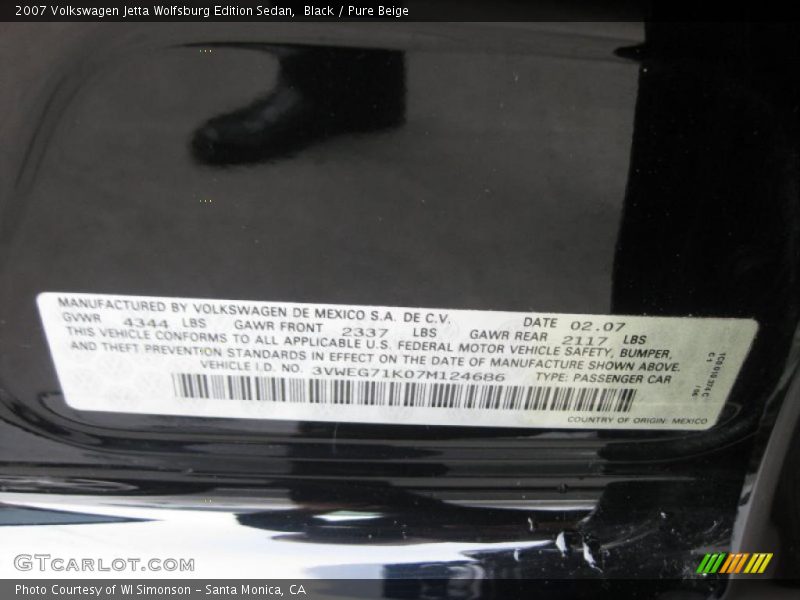 2007 Volkswagen Jetta Wolfsburg Edition Sedan,  Black / Pure Beige
MANUFACTURED BY VOLKSWAGEN DE MEXICO S.A. DE C.V. DATE 02.07
GVWR 4344 LBS GAWR FRONT 2337 LBS GAWR REAR 2117 LBS
THIS VEHICLE CONFORMS TO ALL APPLICABLE U.S. FEDERAL MOTOR VEHICLE SAFETY, BUMPER,
AND THEFT PREVENTION STANDARDS IN EFFECT ON THE DATE OF MANUFACTURE SHOWN ABOVE.
VEHICLE I.D. NO. 3VWEG71K07M124686 TYPE: PASSENGER CAR
COUNTRY OF ORIGIN: MEXICO
GTCARLOT.COM
Photo Courtesy of WI Simonson - Santa Monica, CA